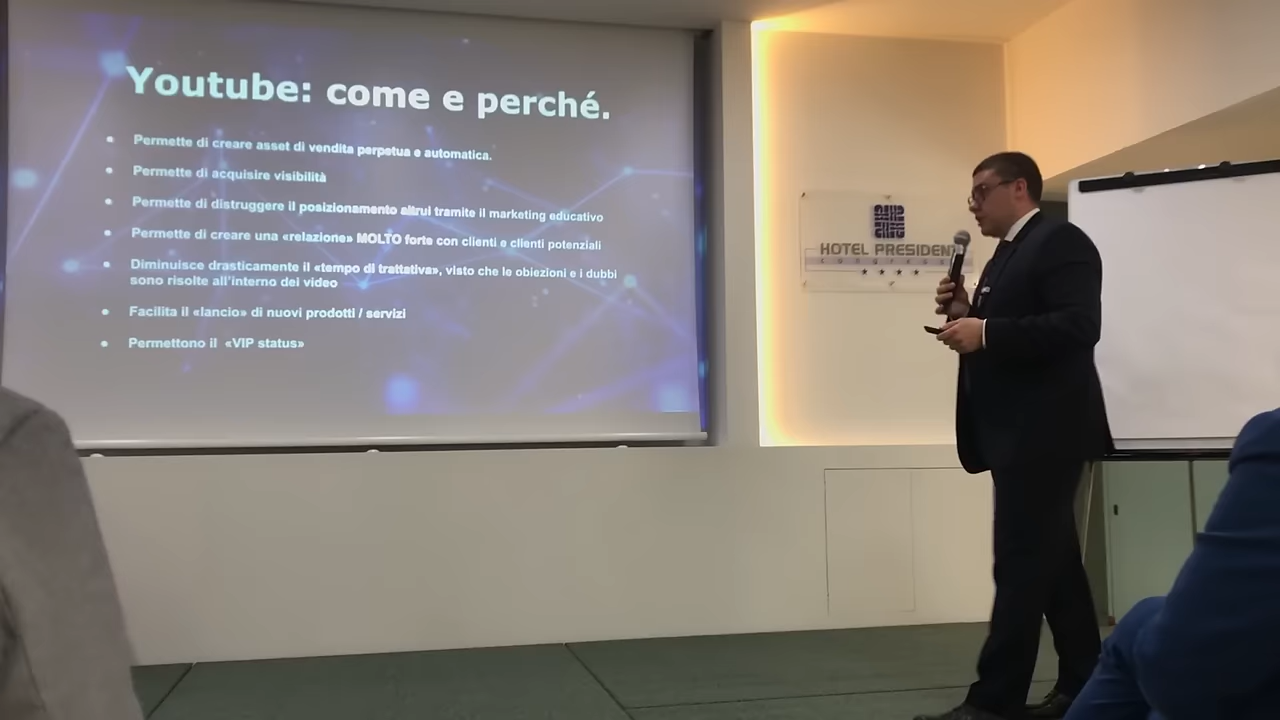 Youtube: come e perché.
Permette di creare asset di vendita perpetua e automatica.
Permette di acquisire visibilità
Permette di distruggere il posizionamento altrui tramite il marketing educativo
Permette di creare una «relazione» MOLTO forte con clienti e clienti potenziali
Diminuisce drasticamente il «tempo di trattativa», visto che le obiezioni e i dubbi
sono risolte all'interno dei video
Facilita il «lancio» di nuovi prodotti / servizi
Permettono il «VIP status»
HOTEL PRESIDENT
congress